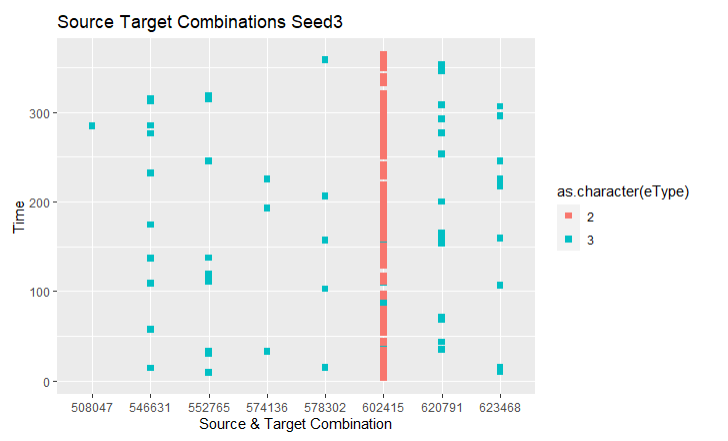 Source Target Combinations Seed3
300
200
100
0
Time
508047 546631 552765 574136 578302 602415 620791 623468
Source & Target Combination
as.character(eType)
2
3